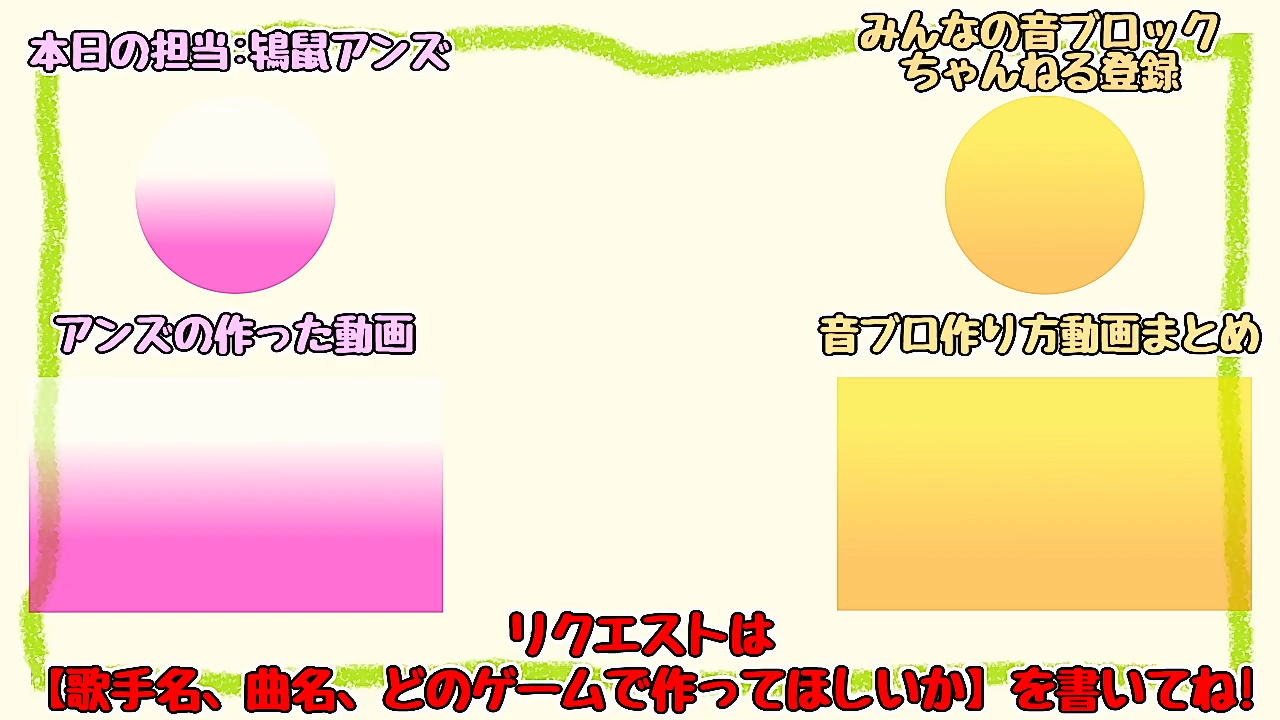 本日の担当:鴇鼠アンズ
みんなの音ブロック
ちゃんねる登録
アンズの作った動画
音ブロ作り方動画まとめ
リクエストは
【歌手名、曲名、どのゲームで作ってほしいか】を書いてね!